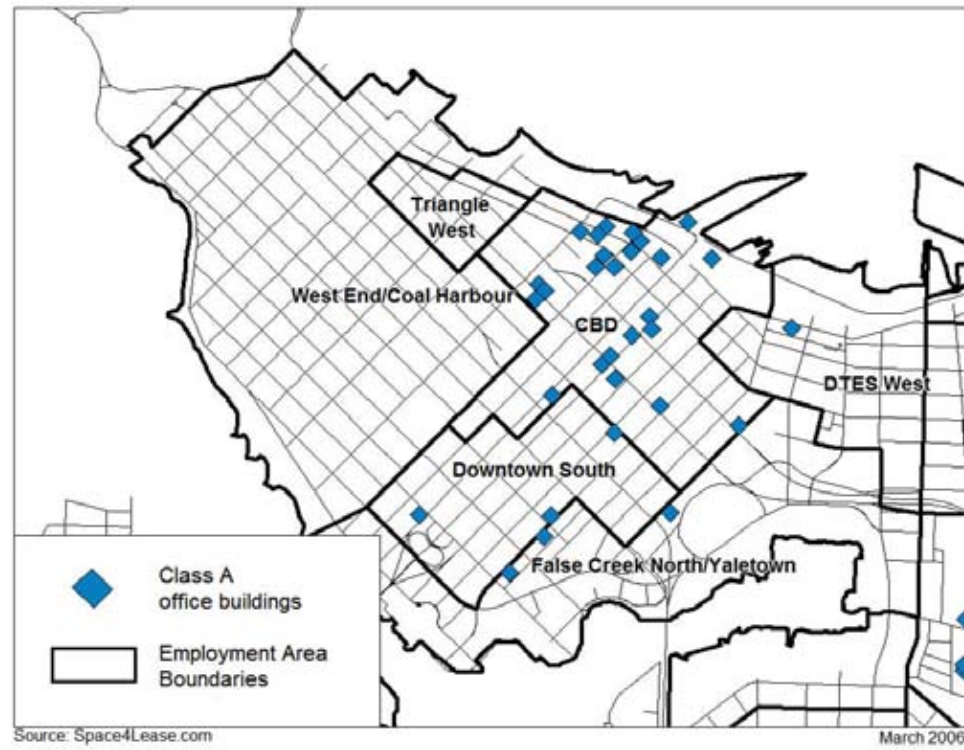 Triangle
West
West End/Coal Harbour
CBD
DTES West
Downtown South
False Creek North/Yaletown
Class A
office buildings
Employment Area
Boundaries
Source: Space4Lease.com
March 2006